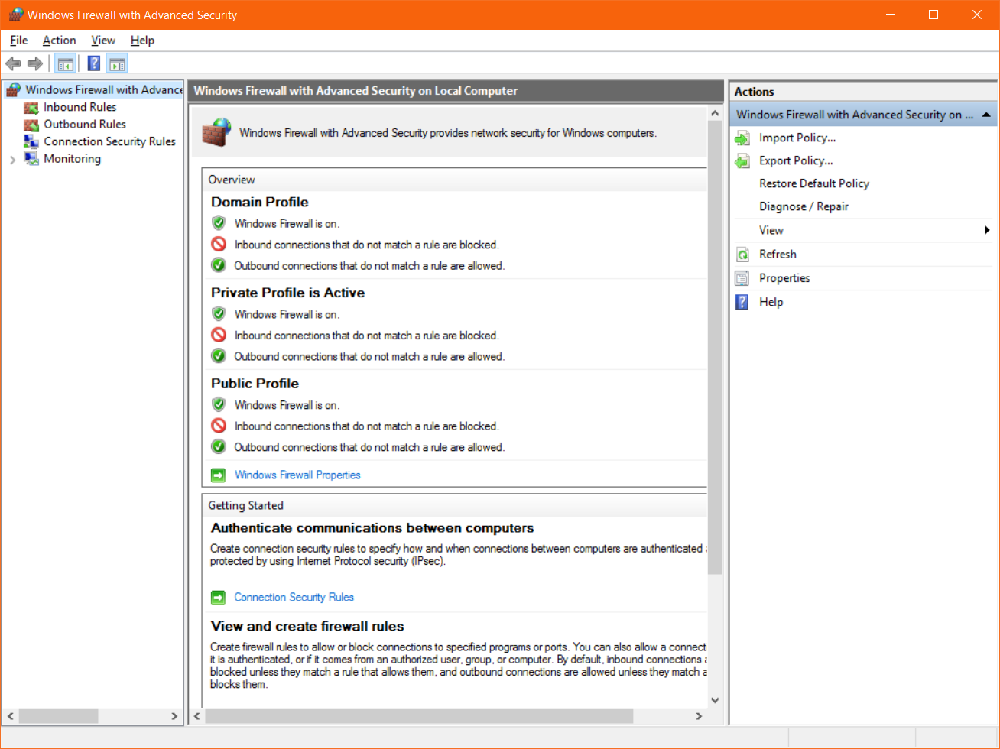 Windows Firewall with Advanced Security
File Action View Help
Windows Firewall with Advance
Inbound Rules
Outbound Rules
Connection Security Rules
Monitoring
Windows Firewall with Advanced Security on Local Computer
Windows Firewall with Advanced Security provides network security for Windows computers.
Overview
Domain Profile
Windows Firewall is on.
Inbound connections that do not match a rule are blocked.
Outbound connections that do not match a rule are allowed.
Private Profile is Active
Windows Firewall is on.
Inbound connections that do not match a rule are blocked.
Outbound connections that do not match a rule are allowed.
Public Profile
Windows Firewall is on.
Inbound connections that do not match a rule are blocked.
Outbound connections that do not match a rule are allowed.
Windows Firewall Properties
Getting Started
Authenticate communications between computers
Create connection security rules to specify how and when connections between computers are authenticated
protected by using Internet Protocol security (IPsec).
Connection Security Rules
View and create firewall rules
Create firewall rules to allow or block connections to specified programs or ports. You can also allow a connect
it is authenticated, or if it comes from an authorized user, group, or computer. By default, inbound connections a
blocked unless they match a rule that allows them, and outbound connections are allowed unless they match a
blocks them.
Actions
Windows Firewall with Advanced Security on ...
Import Policy...
Export Policy...
Restore Default Policy
Diagnose / Repair
View
Refresh
Properties
Help